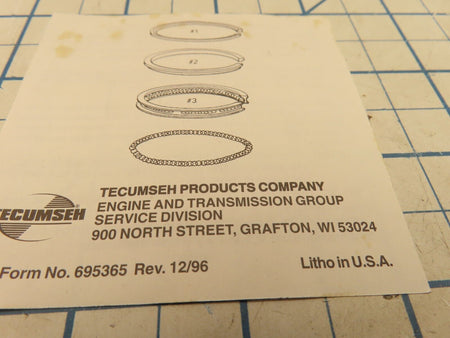 #1
#2
#3
TECUMSEH
TECUMSEH PRODUCTS COMPANY
ENGINE AND TRANSMISSION GROUP
SERVICE DIVISION
900 NORTH STREET, GRAFTON, WI 53024
Form No. 695365 Rev. 12/96 Litho in U.S.A.